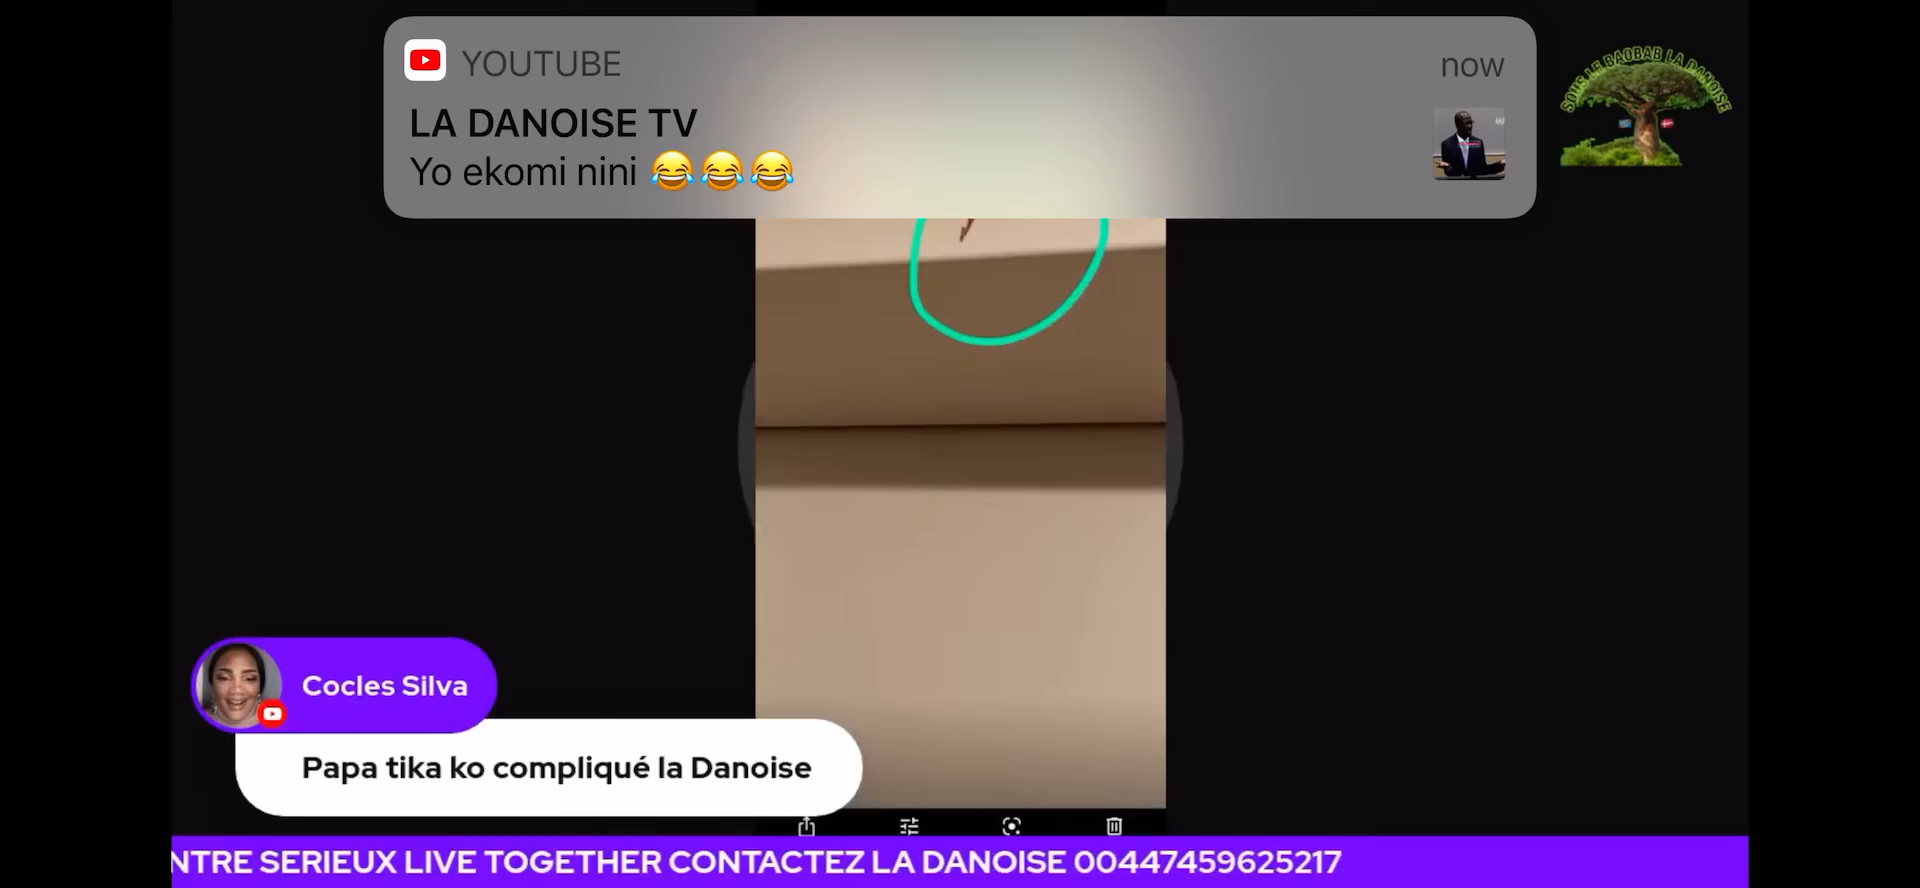 YOUTUBE
now
LA DANOISE TV
Yo ekomi nini 😂😂😂
SOUS LE BAOBAB LA DANOISE
Cocles Silva
Papa tika ko compliqué la Danoise
NTRE SERIEUX LIVE TOGETHER CONTACTEZ LA DANOISE 00447459625217